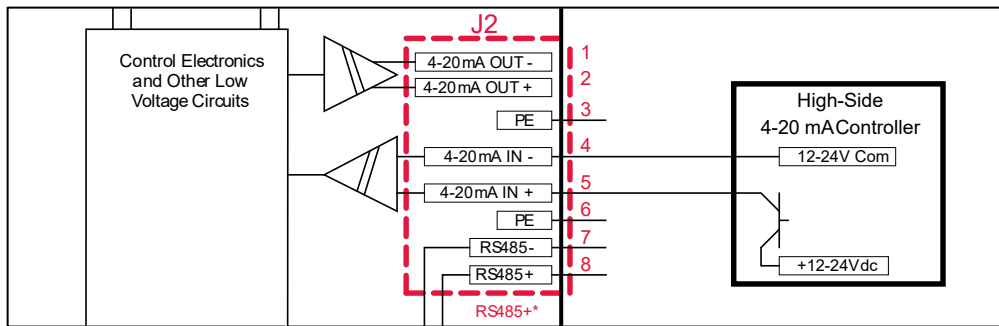 J2
Control Electronics
and Other Low
Voltage Circuits
4-20mA OUT -
1
4-20mA OUT +
2
PE
3
4-20mA IN -
4
4-20mA IN +
5
PE
6
RS485-
7
RS485+
8
RS485+*
High-Side
4-20 mAController
12-24V Com
+12-24Vdc